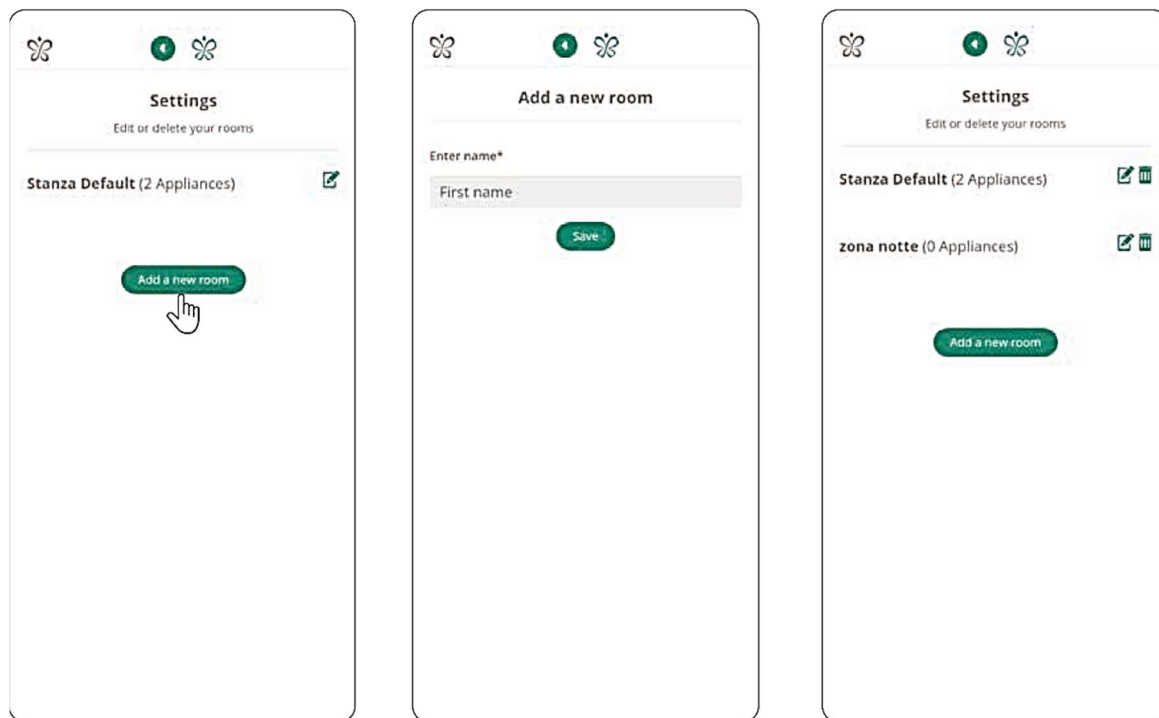 Settings
Edit or delete your rooms
Stanza Default (2 Appliances)
Add a new room
Add a new room
Enter name*
First name
Save
Settings
Edit or delete your rooms
Stanza Default (2 Appliances)
zona notte (0 Appliances)
Add a new room